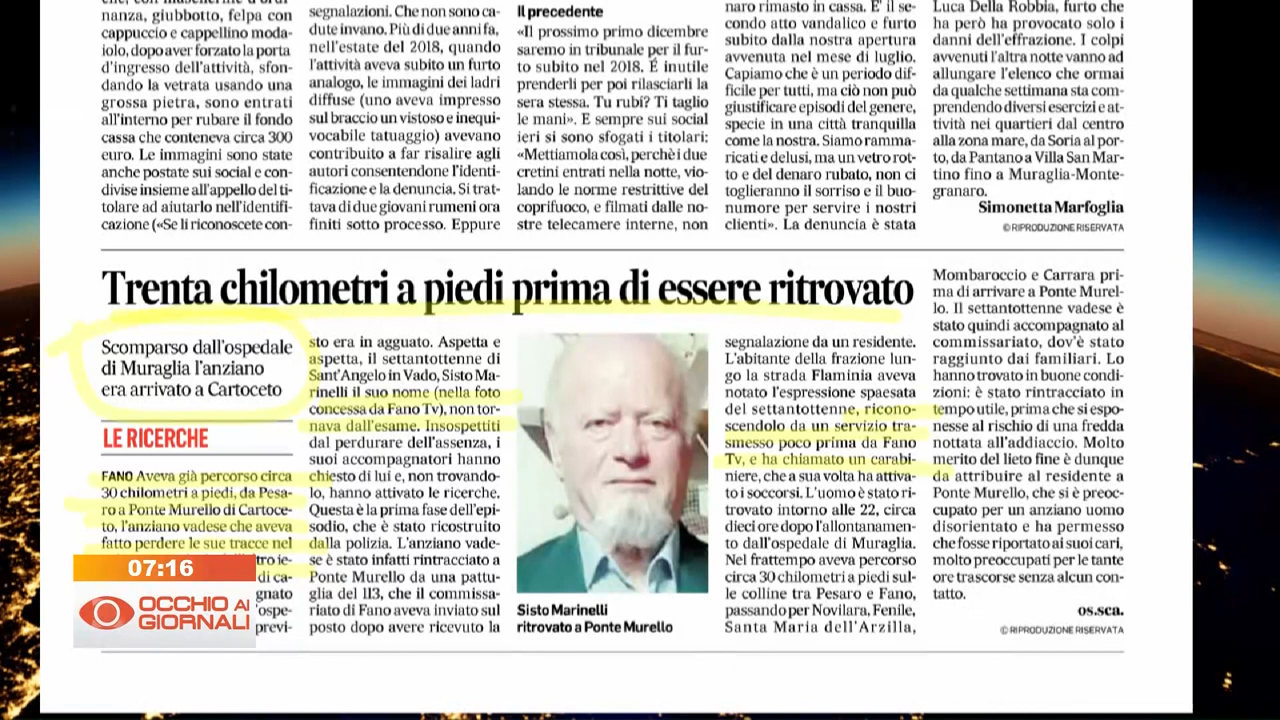 nanza, giubbotto, felpa con
cappuccio e cappellino moda-
iolo, dopo aver forzato la porta
d'ingresso dell'attività, sfon-
dando la vetrata usando una
grossa pietra, sono entrati
all'interno per rubare il fondo
cassa che conteneva circa 300
euro. Le immagini sono state
anche postate sui social e con-
divise insieme all'appello del ti-
tolare ad aiutarlo nell'identifi-
cazione («Se li riconoscete con-
segnalazioni. Che non sono ca-
dute invano. Più di due anni fa,
nell'estate del 2018, quando
l'attività aveva subito un furto
analogo, le immagini dei ladri
diffuse (uno aveva impresso
sul braccio un vistoso e inequi-
vocabile tatuaggio) avevano
contribuito a far risalire agli
autori consentendone l'identi-
ficazione e la denuncia. Si trat-
tava di due giovani rumeni ora
finiti sotto processo. Eppure
Il precedente
«Il prossimo primo dicembre
saremo in tribunale per il fur-
to subito nel 2018. É inutile
prenderli per poi rilasciarli la
sera stessa. Tu rubi? Ti taglio
le mani». E sempre sui social
ieri si sono sfogati i titolari:
«Mettiamola così, perchè i due
cretini entrati nella notte, vio-
lando le norme restrittive del
coprifuoco, e filmati dalle no-
stre telecamere interne, non
naro rimasto in cassa. E' il se-
condo atto vandalico e furto
subito dalla nostra apertura
avvenuta nel mese di luglio.
Capiamo che è un periodo dif-
ficile per tutti, ma ciò non può
giustificare episodi del genere,
specie in una città tranquilla
come la nostra. Siamo ramma-
ricati e delusi, ma un vetro rot-
to e del denaro rubato, non ci
toglieranno il sorriso e il buo-
numore per servire i nostri
clienti». La denuncia è stata
Luca Della Robbia, furto che
ha però ha provocato solo i
danni dell'effrazione. I colpi
avvenuti l'altra notte vanno ad
allungare l'elenco che ormai
da qualche settimana sta com-
prendendo diversi esercizi e at-
tività nei quartieri dal centro
alla zona mare, da Soria al por-
to, da Pantano a Villa San Mar-
tino fino a Muraglia-Monte-
granaro.
Simonetta Marfoglia
© RIPRODUZIONE RISERVATA
Trenta chilometri a piedi prima di essere ritrovato
Scomparso dall'ospedale
di Muraglia l'anziano
era arrivato a Cartoceto
LE RICERCHE
FANO Aveva già percorso circa
30 chilometri a piedi, da Pesa-
ro a Ponte Murello di Cartoce-
to, l'anziano vadese che aveva
fatto perdere le sue tracce nel
tro ie-
di ca-
gnato
'ospe-
previ-
sto era in agguato. Aspetta e
aspetta, il settantottenne di
Sant'Angelo in Vado, Sisto Ma-
rinelli il suo nome (nella foto
concessa da Fano Tv), non tor-
nava dall'esame. Insospettiti
dal perdurare dell'assenza, i
suoi accompagnatori hanno
chiesto di lui e, non trovando-
lo, hanno attivato le ricerche.
Questa è la prima fase dell'epi-
sodio, che è stato ricostruito
dalla polizia. L'anziano vade-
se è stato infatti rintracciato a
Ponte Murello da una pattu-
glia del 113, che il commissa-
riato di Fano aveva inviato sul
posto dopo avere ricevuto la
Sisto Marinelli
ritrovato a Ponte Murello
segnalazione da un residente.
L'abitante della frazione lun-
go la strada Flaminia aveva
notato l'espressione spaesata
del settantottenne, ricono-
scendolo da un servizio tra-
smesso poco prima da Fano
Tv, e ha chiamato un carabi-
niere, che a sua volta ha attiva-
to i soccorsi. L'uomo è stato ri-
trovato intorno alle 22, circa
dieci ore dopo l'allontanamen-
to dall'ospedale di Muraglia.
Nel frattempo aveva percorso
circa 30 chilometri a piedi sul-
le colline tra Pesaro e Fano,
passando per Novilara, Fenile,
Santa Maria dell'Arzilla,
Mombaroccio e Carrara pri-
ma di arrivare a Ponte Murel-
lo. Il settantottenne vadese è
stato quindi accompagnato al
commissariato, dov'è stato
raggiunto dai familiari. Lo
hanno trovato in buone condi-
zioni: è stato rintracciato in
tempo utile, prima che si espo-
nesse al rischio di una fredda
nottata all'addiaccio. Molto
merito del lieto fine è dunque
da attribuire al residente a
Ponte Murello, che si è preoc-
cupato per un anziano uomo
disorientato e ha permesso
che fosse riportato ai suoi cari,
molto preoccupati per le tante
ore trascorse senza alcun con-
tatto.
os.sca.
© RIPRODUZIONE RISERVATA
07:16
OCCHIO AI
GIORNALI